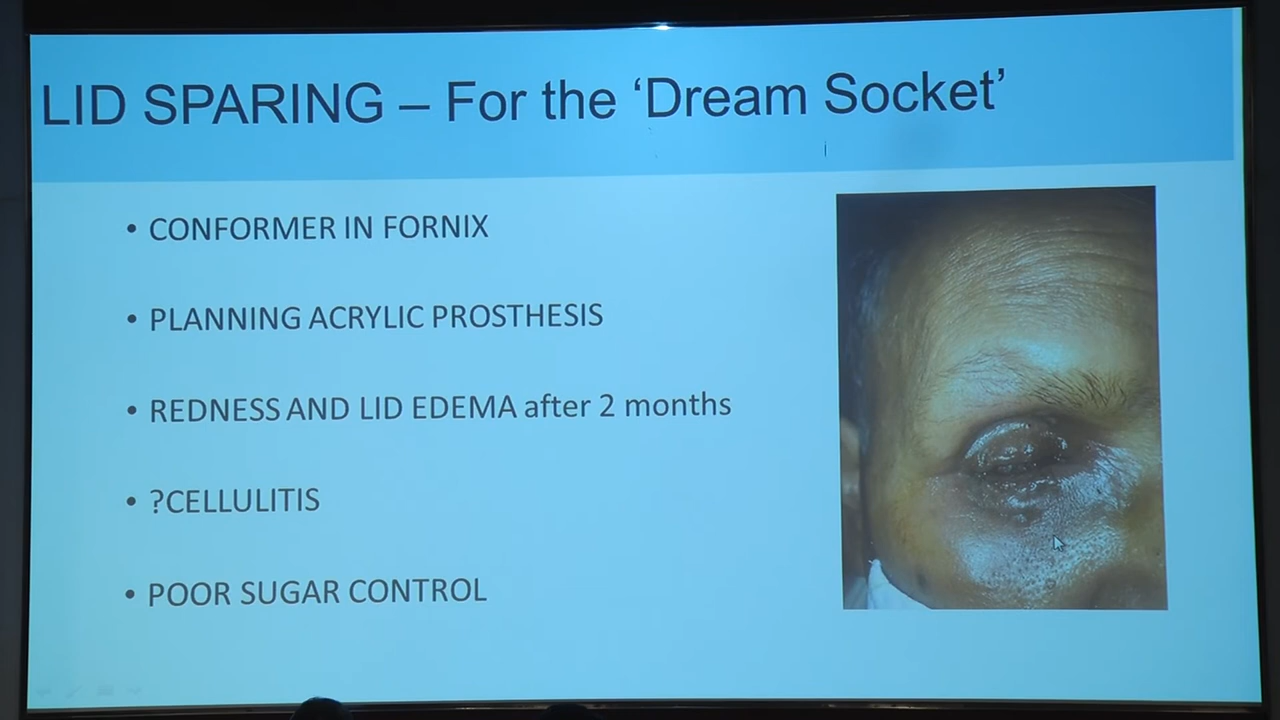 LID SPARING – For the ‘Dream Socket’
• CONFORMER IN FORNIX
• PLANNING ACRYLIC PROSTHESIS
• REDNESS AND LID EDEMA after 2 months
• ?CELLULITIS
• POOR SUGAR CONTROL